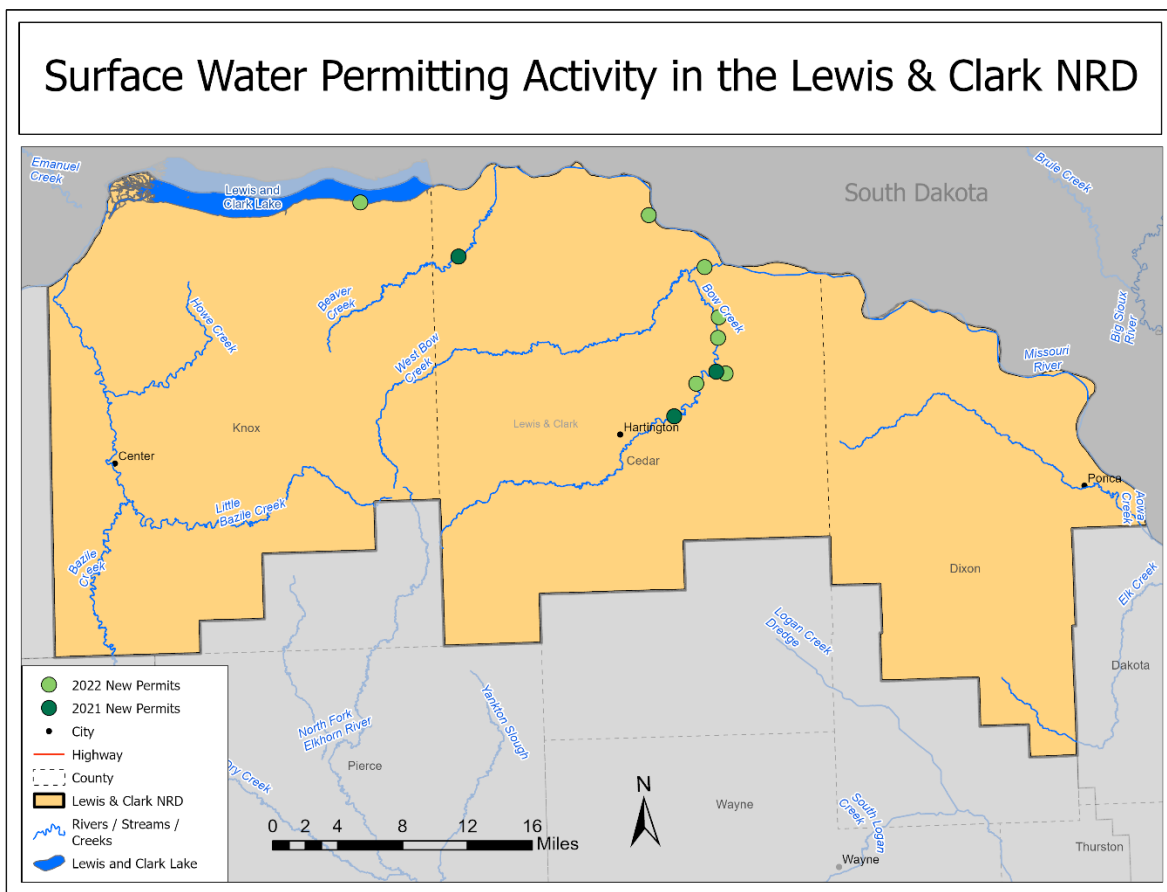 Surface Water Permitting Activity in the Lewis & Clark NRD
Emanuel
Creek
Lewis and
Clark Lake
South Dakota
Brule Creek
Big Sioux
River
Beaver
Creek
Howe Creek
Bow Creek
West Bow
Creek
Missouri
River
Knox
Lewis & Clark
Hartington
Cedar
Center
Ponca
Aowa
Creek
Little
Bazile Creek
Bazile
Creek
Dixon
Elk Creek
Logan Creek
Dredge
Dakota
2022 New Permits
2021 New Permits
City
Highway
County
Lewis & Clark NRD
Rivers / Streams /
Creeks
Lewis and Clark Lake
North Fork
Elkhorn River
Yankton Slough
Pierce
Creek
N
Wayne
South Logan
Creek
Thurston
Wayne
0 2 4 8 12 16
Miles